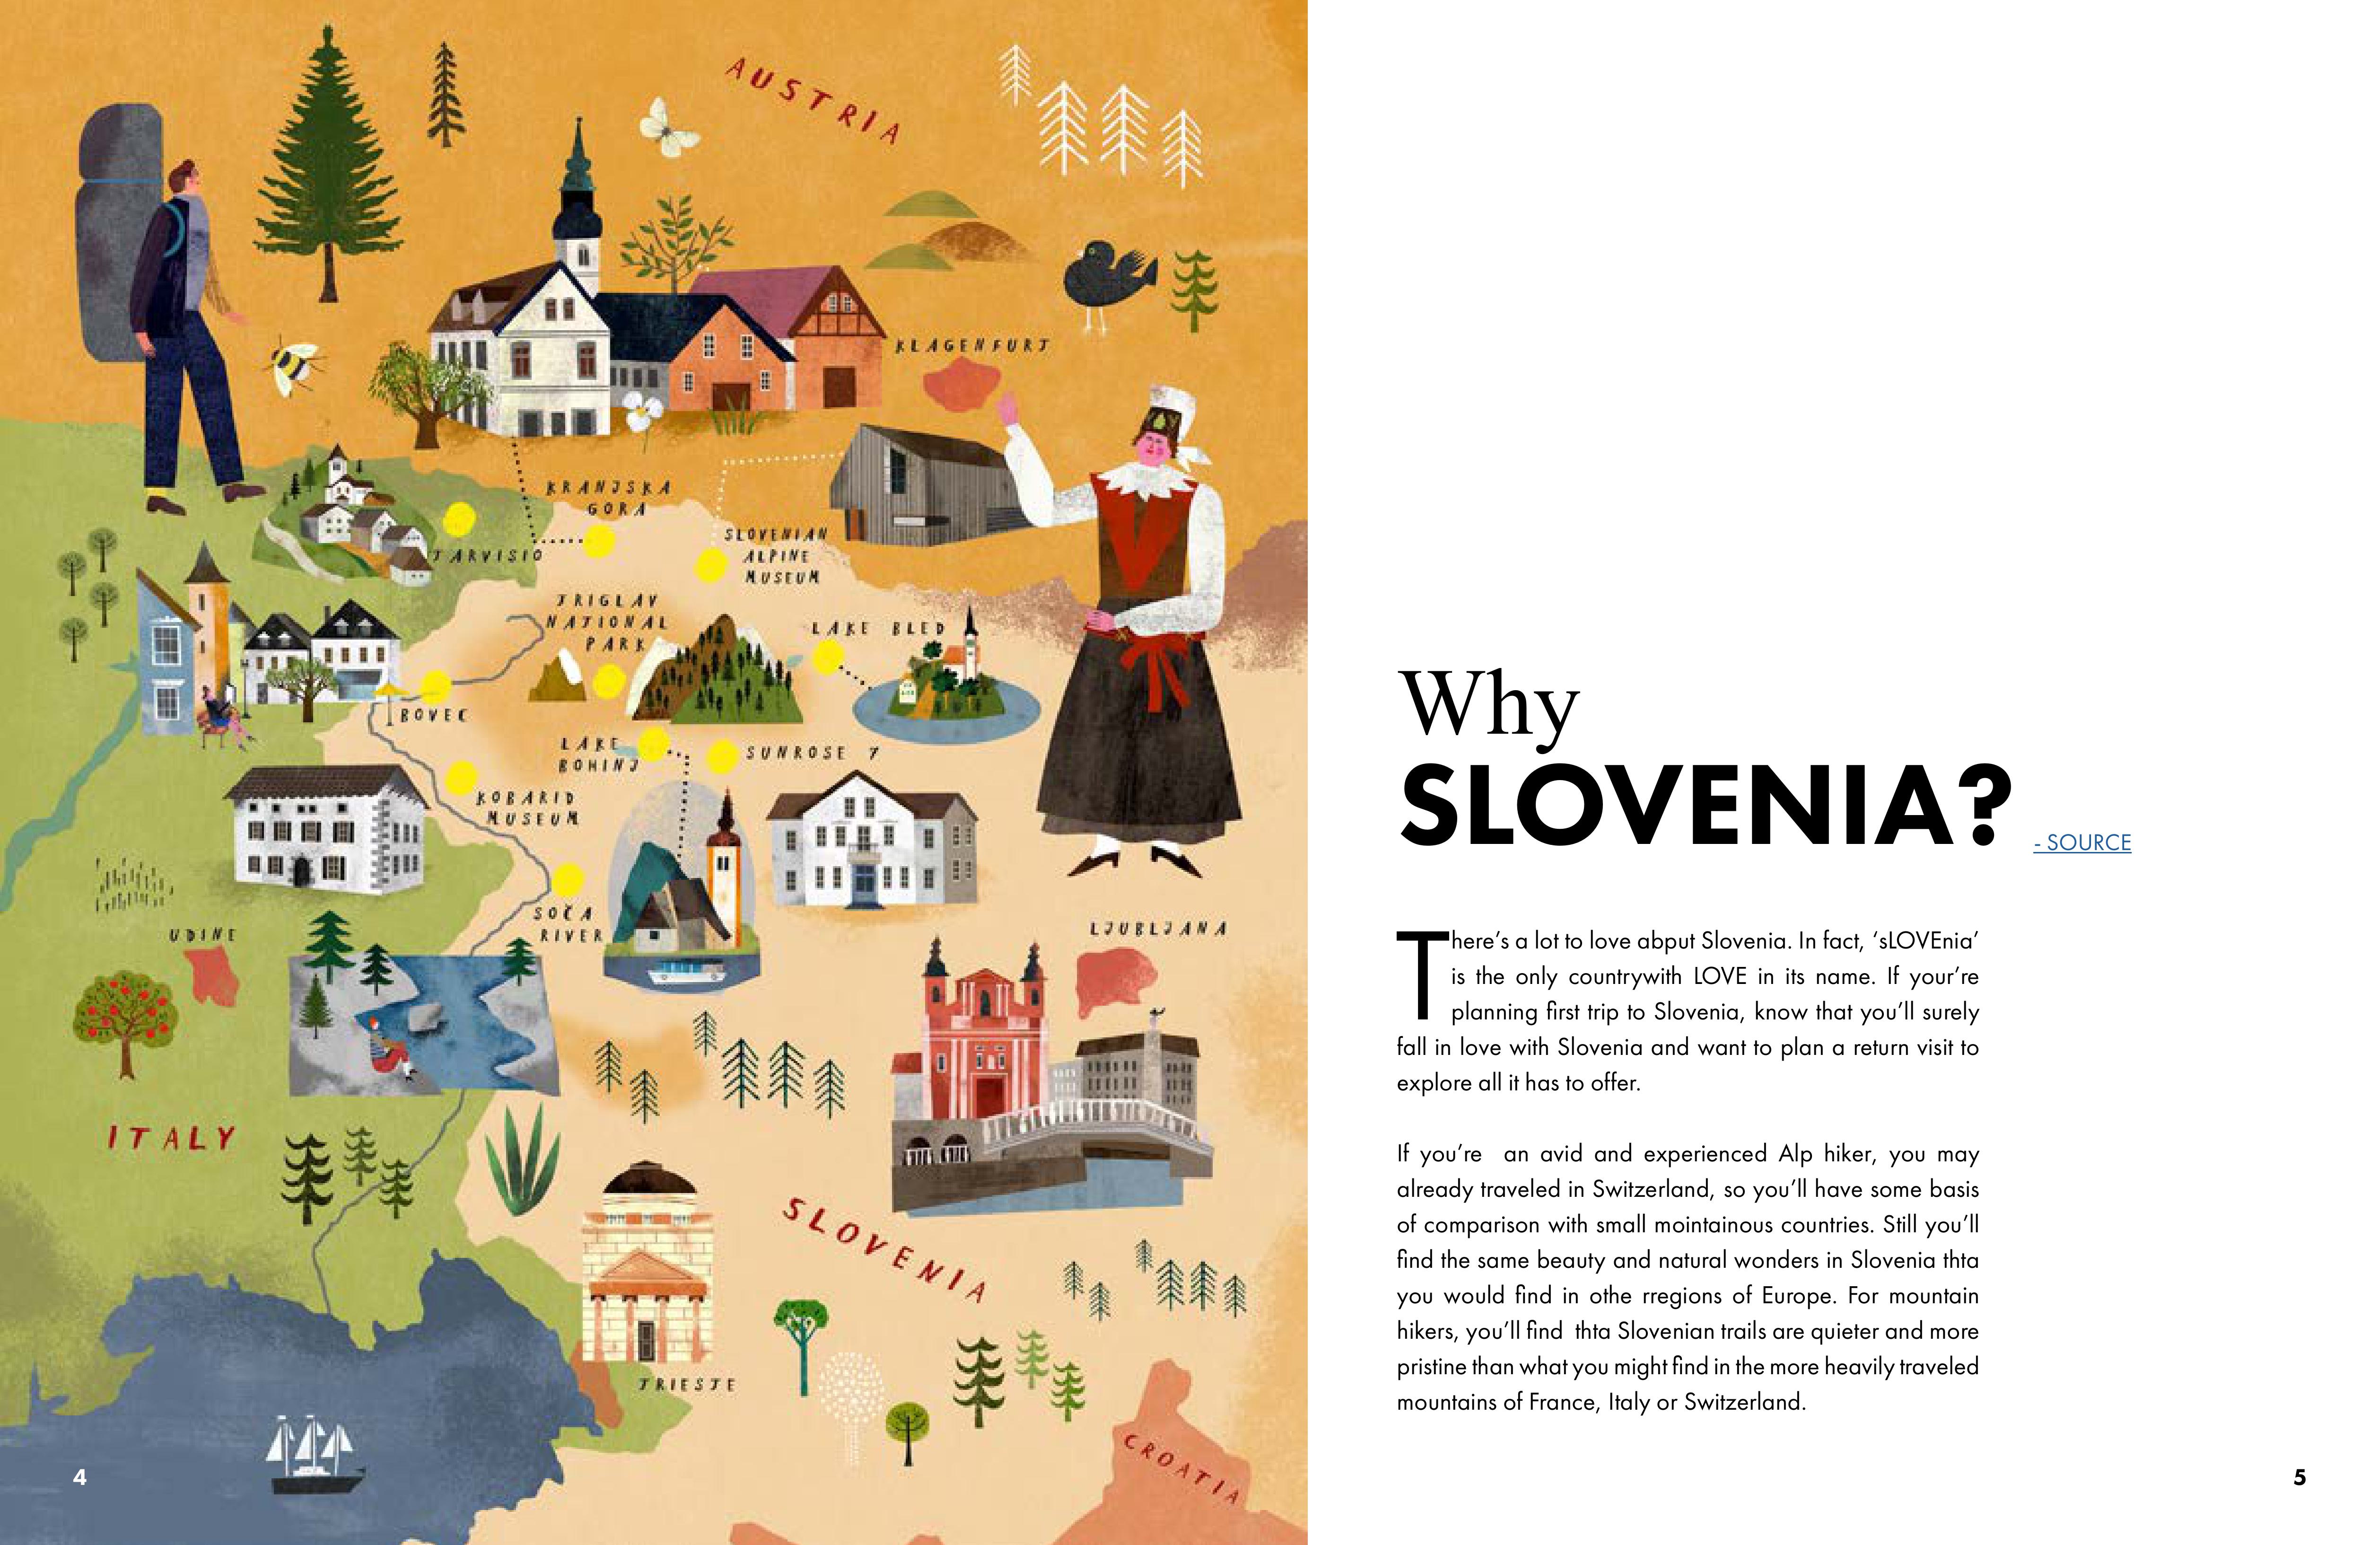 AUSTRIA
KLAGENFURT
KRANJSKA
GORA
TARVISIO
SLOVENIAN
ALPINE
MUSEUM
TRIGLAV
NATIONAL
PARK
LAKE BLED
BOVEC
LAKE
BOHINJ
SUNROSE 7
KOBARID
MUSEUM
SOČA
RIVER
UDINE
LJUBLJANA
ITALY
SLOVENIA
TRIESTE
CROATIA
4
Why
SLOVENIA?
- SOURCE
There’s a lot to love abput Slovenia. In fact, ‘sLOVEnia’
is the only countrywith LOVE in its name. If your’re
planning first trip to Slovenia, know that you’ll surely
fall in love with Slovenia and want to plan a return visit to
explore all it has to offer.
If you’re  an avid and experienced Alp hiker, you may
already traveled in Switzerland, so you’ll have some basis
of comparison with small mointainous countries. Still you’ll
find the same beauty and natural wonders in Slovenia thta
you would find in othe rregions of Europe. For mountain
hikers, you’ll find  thta Slovenian trails are quieter and more
pristine than what you might find in the more heavily traveled
mountains of France, Italy or Switzerland.
5